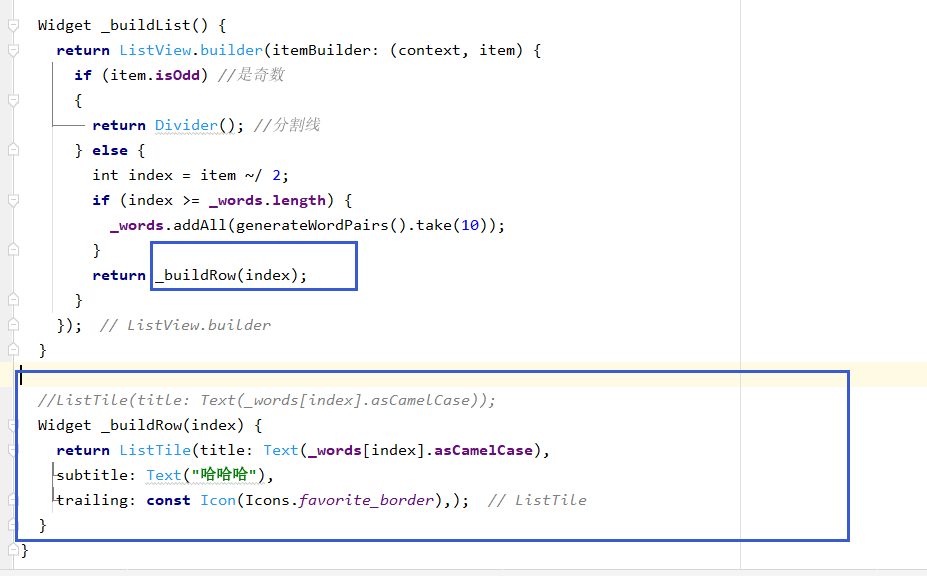 Widget _buildList() {
return ListView.builder(itemBuilder: (context, item) {
if (item.isOdd) //是奇数
{
return Divider(); //分割线
} else {
int index = item ~/ 2;
if (index >= _words.length) {
_words.addAll(generateWordPairs().take(10));
}
return _buildRow(index);
}
}); // ListView.builder
}
//ListTile(title: Text(_words[index].asCamelCase));
Widget _buildRow(index) {
return ListTile(title: Text(_words[index].asCamelCase),
subtitle: Text("哈哈哈"),
trailing: const Icon(Icons.favorite_border),); // ListTile
}
}